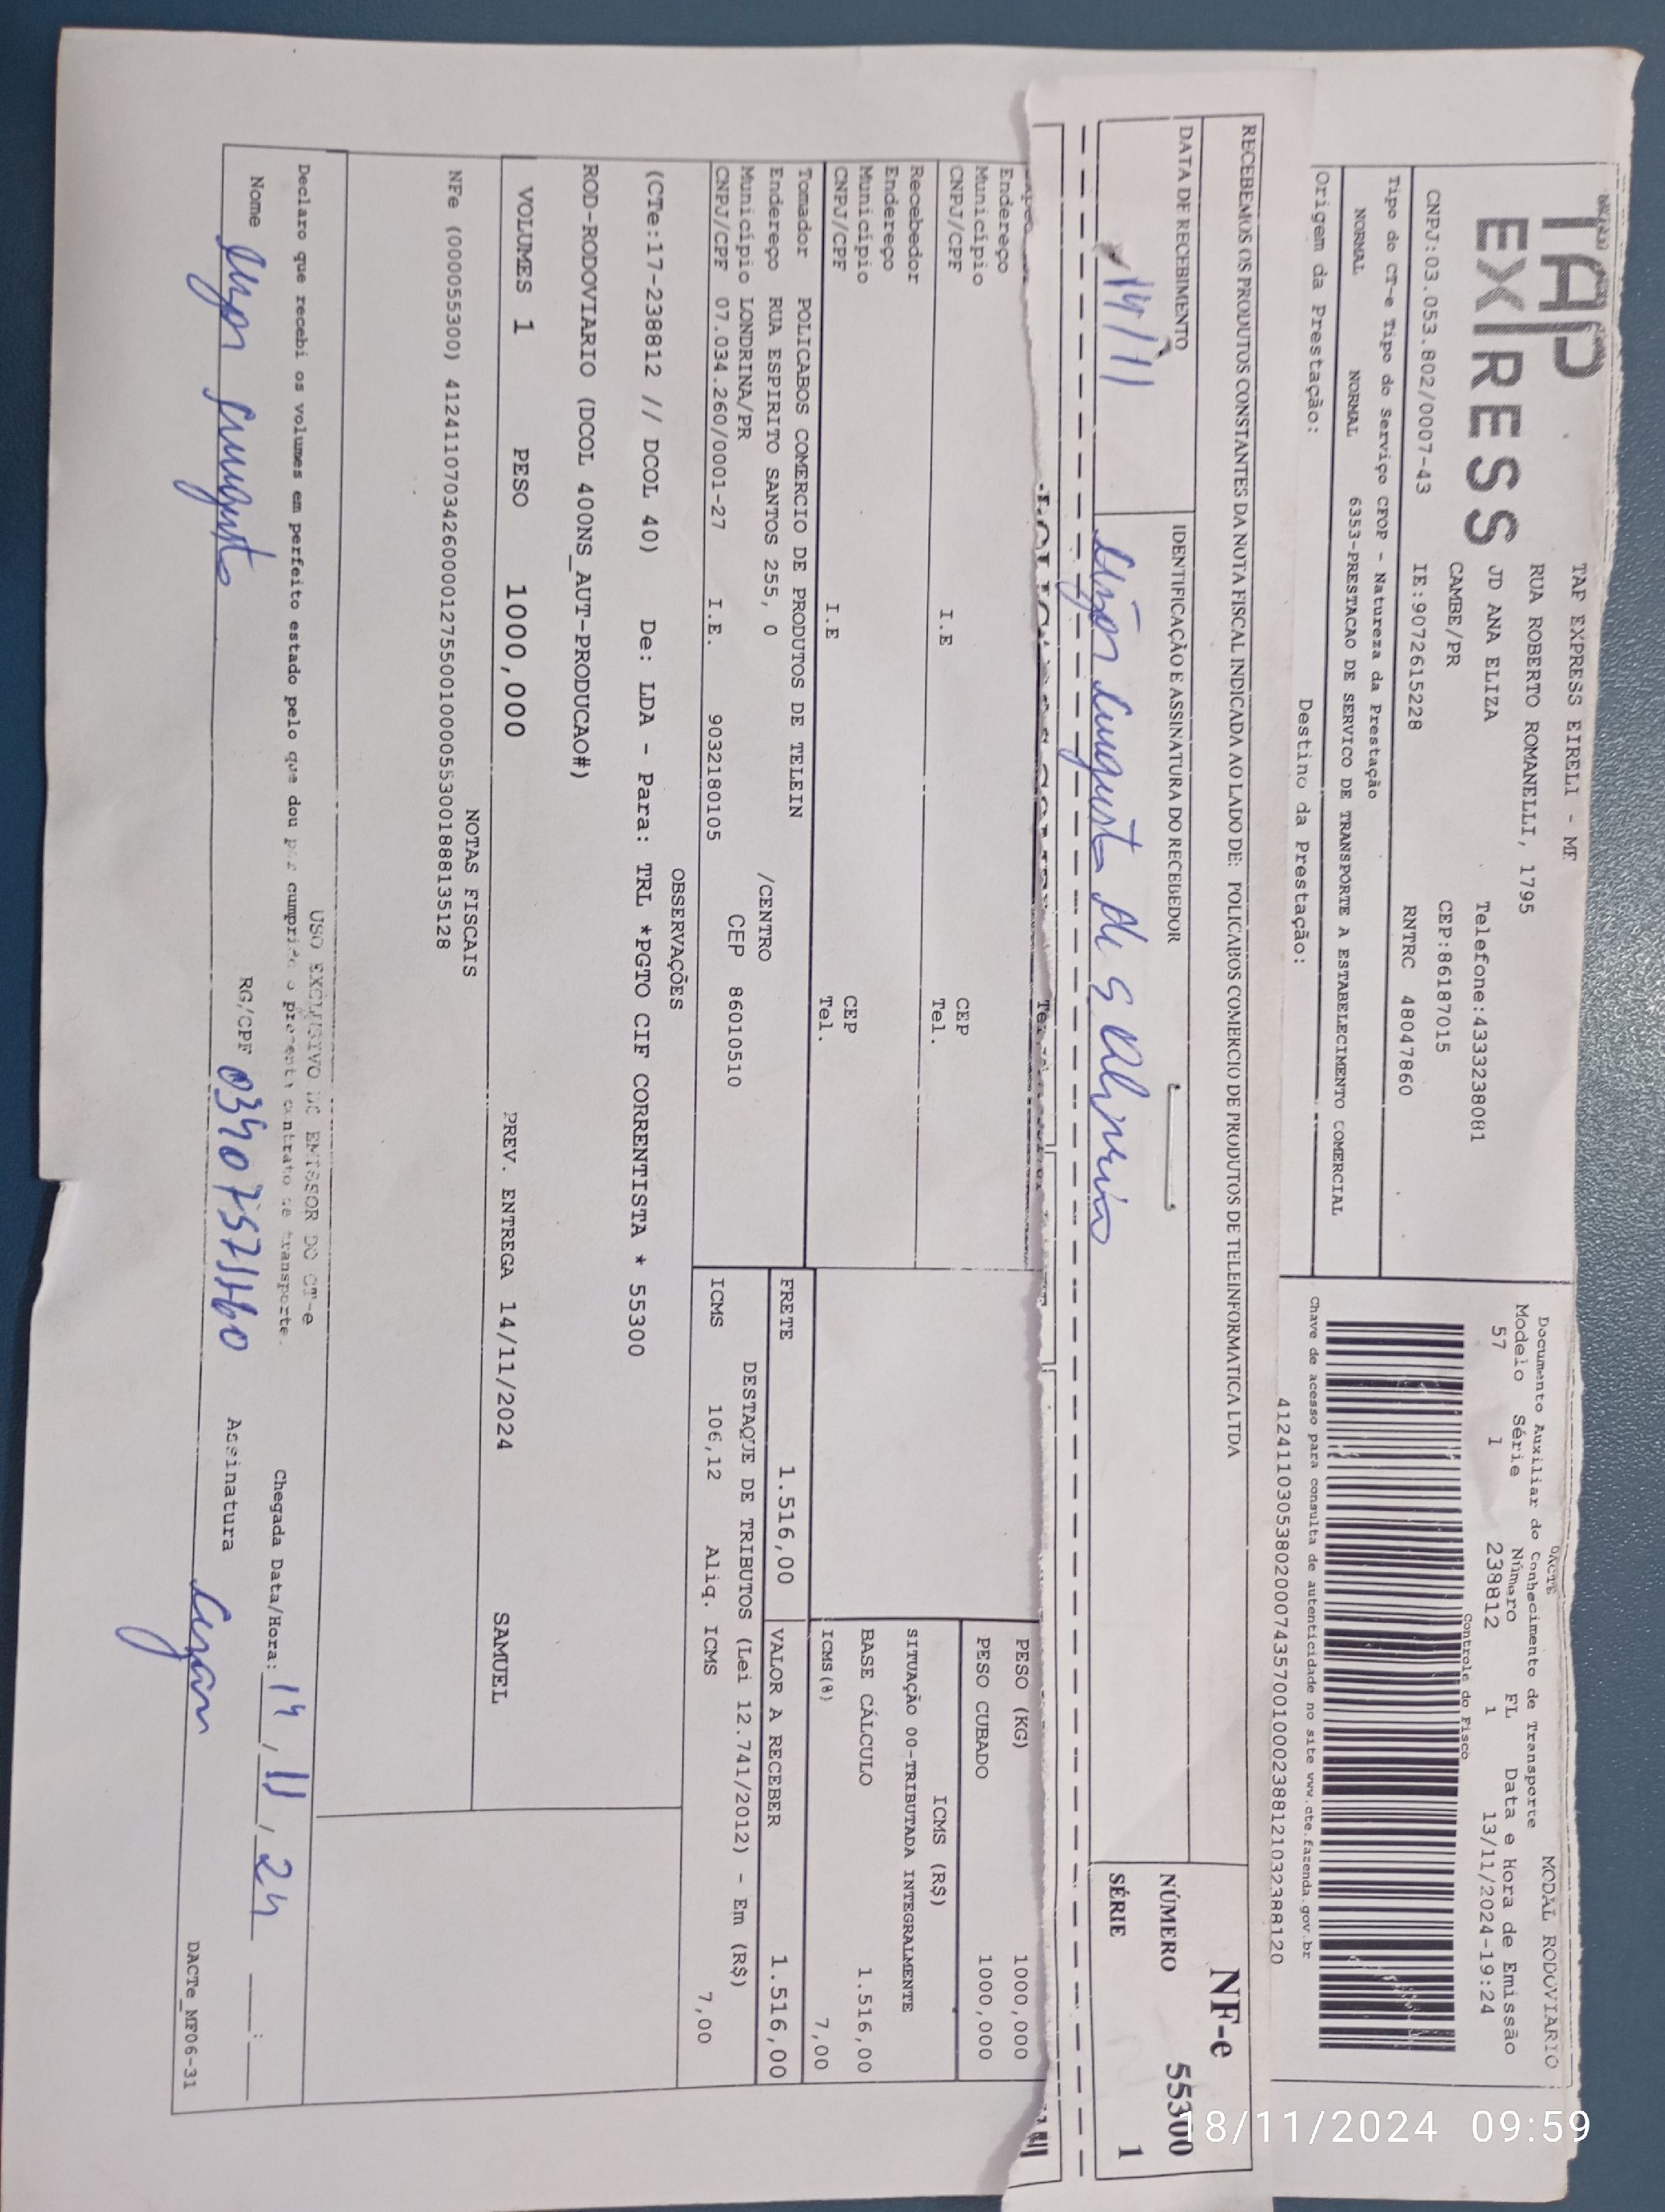 TAP
EXPRESS
TAP EXPRESS EIRELI - MF
RUA ROBERTO ROMANELLI, 1795
JD ANA ELIZA Telefone:4333238081
CAMBE/PR CEP:86187015
CNPJ:03.053.802/0007-43 IE:9072615228 RNTRC 48047860
Tipo do CT-e Tipo do Serviço CFOP - Natureza da Prestação
NORMAL NORMAL 6353-PRESTACAO DE SERVICO DE TRANSPORTE A ESTABELECIMENTO COMERCIAL
Origem da Prestação: Destino da Prestação:
DACTE MODAL RODOVIARIO
Documento Auxiliar do Conhecimento de Transporte
Modelo Série Número FL Data e Hora de Emissão
57 1 238812 1 13/11/2024-19:24
Controle do Fisco
Chave de acesso para consulta de autenticidade no site www.cte.fazenda.gov.br
41241103053802000743570010002388121032388120
RECEBEMOS OS PRODUTOS CONSTANTES DA NOTA FISCAL INDICADA AO LADO DE: POLICABOS COMERCIO DE PRODUTOS DE TELEINFORMATICA LTDA
DATA DE RECEBIMENTO IDENTIFICAÇÃO E ASSINATURA DO RECEBEDOR
14/11
NF-e
NÚMERO 55300
SÉRIE 1
Endereço
Município CEP
CNPJ/CPF I.E Tel.
Recebedor
Endereço
Município CEP
CNPJ/CPF I.E Tel.
Tomador POLICABOS COMERCIO DE PRODUTOS DE TELEIN
Endereço RUA ESPIRITO SANTOS 255, 0 /CENTRO
Município LONDRINA/PR CEP 86010510
CNPJ/CPF 07.034.260/0001-27 I.E. 9032180105
PESO (KG) 1000,000
PESO CUBADO 1000,000
ICMS (R$)
SITUAÇÃO 00-TRIBUTADA INTEGRALMENTE
BASE CÁLCULO 1.516,00
ICMS(%) 7,00
FRETE 1.516,00 VALOR A RECEBER 1.516,00
DESTAQUE DE TRIBUTOS (Lei 12.741/2012) - Em (R$)
ICMS 106,12 Aliq. ICMS 7,00
OBSERVAÇÕES
(CTe:17-238812 // DCOL 40) De: LDA - Para: TRL *PGTO CIF CORRENTISTA * 55300
ROD-RODOVIARIO (DCOL 400NS_AUT-PRODUCAO#)
VOLUMES 1 PESO 1000,000 PREV. ENTREGA 14/11/2024 SAMUEL
NOTAS FISCAIS
NFe (000055300) 41241107034260000127550010000553001888135128
USO EXCLUSIVO DO EMISSOR DO CT-e
Declaro que recebi os volumes em perfeito estado pelo que dou por cumprido o presente contrato de transporte.
Chegada Data/Hora: 14/11/24 __:__
Nome RG/CPF 03407571160 Assinatura
DACTe_MF06-31
18/11/2024 09:59